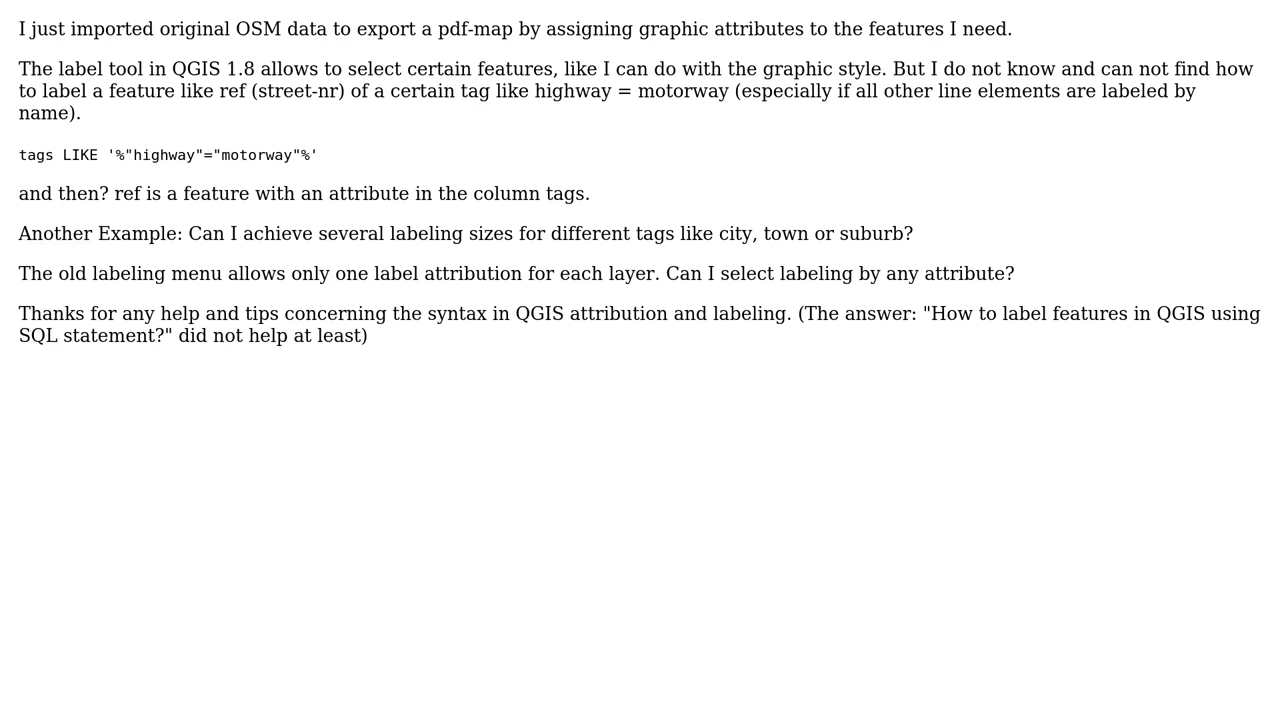 I just imported original OSM data to export a pdf-map by assigning graphic attributes to the features I need.
The label tool in QGIS 1.8 allows to select certain features, like I can do with the graphic style. But I do not know and can not find how
to label a feature like ref (street-nr) of a certain tag like highway = motorway (especially if all other line elements are labeled by
name).
tags LIKE '%"highway"="motorway"%'
and then? ref is a feature with an attribute in the column tags.
Another Example: Can I achieve several labeling sizes for different tags like city, town or suburb?
The old labeling menu allows only one label attribution for each layer. Can I select labeling by any attribute?
Thanks for any help and tips concerning the syntax in QGIS attribution and labeling. (The answer: "How to label features in QGIS using
SQL statement?" did not help at least)